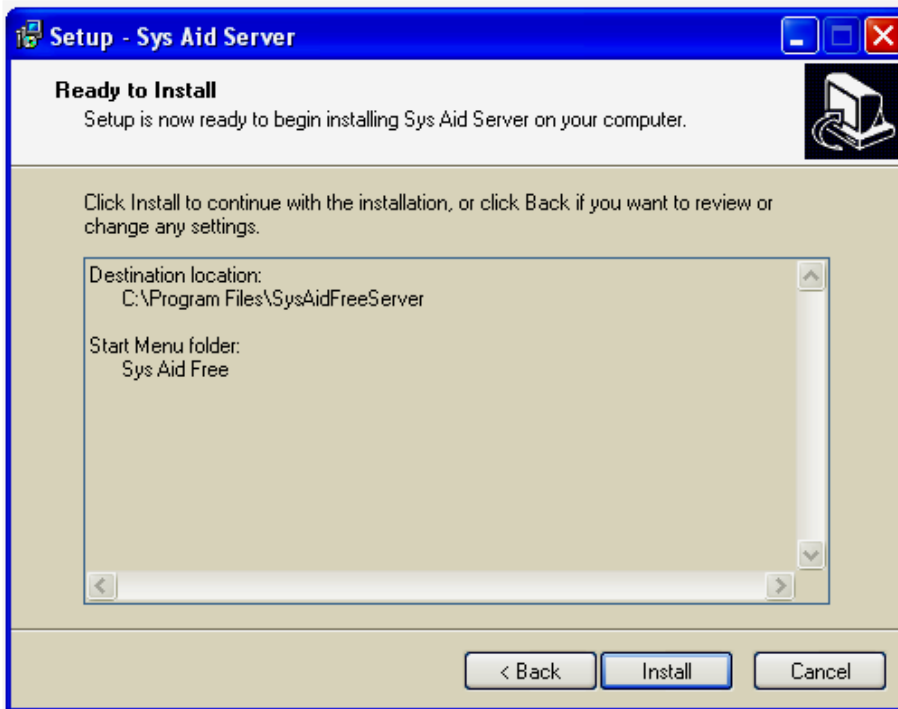 Setup - Sys Aid Server
Ready to Install
Setup is now ready to begin installing Sys Aid Server on your computer.
Click Install to continue with the installation, or click Back if you want to review or
change any settings.
Destination location:
C:\Program Files\SysAidFreeServer
Start Menu folder:
Sys Aid Free
< Back
Install
Cancel